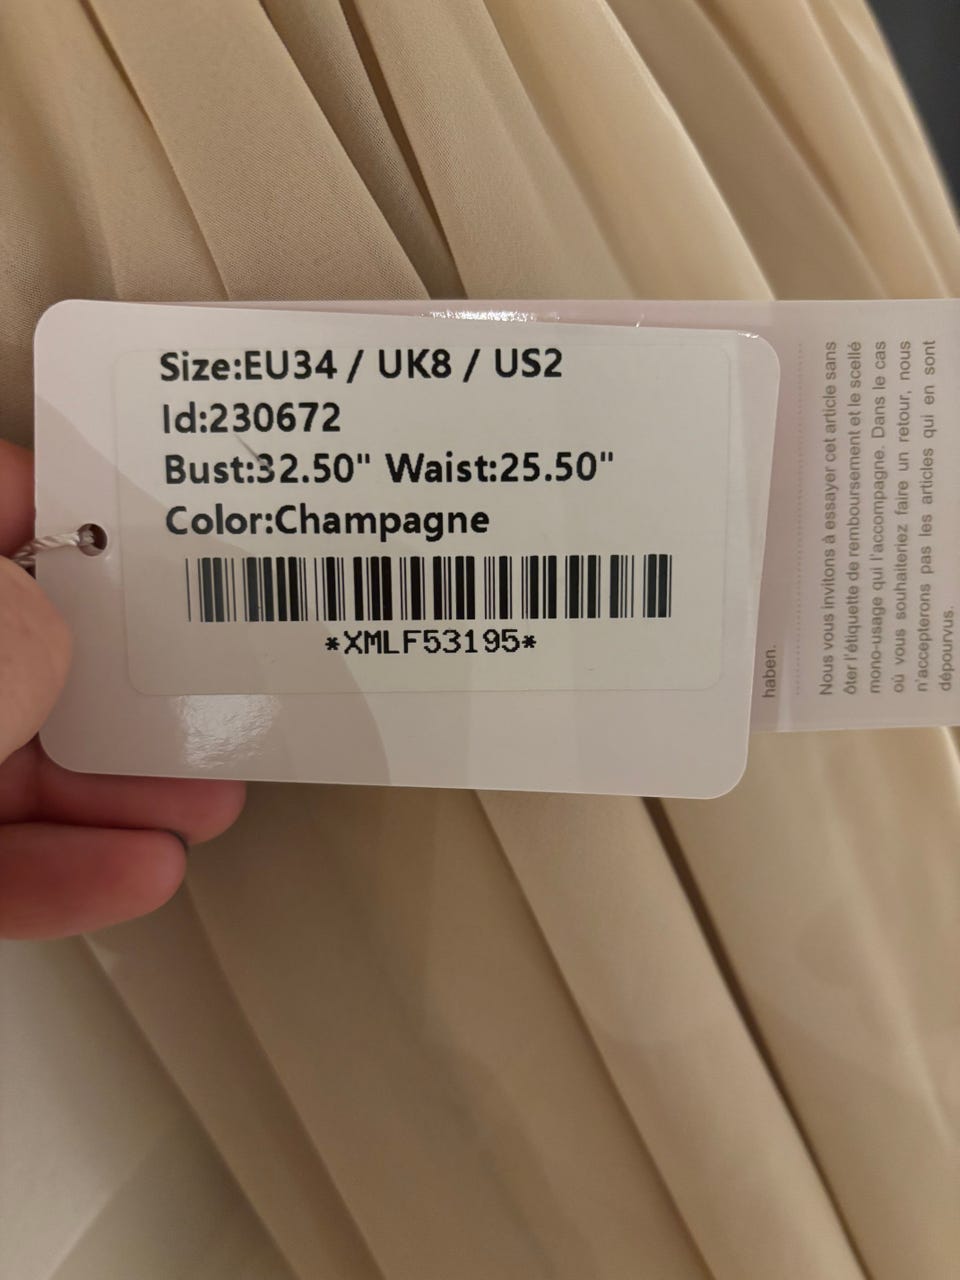 Size:EU34 / UK8 / US2
Id:230672
Bust:32.50" Waist:25.50"
Color:Champagne
*XMLF53195*
haben.
Nous vous invitons à essayer cet article sans
ôter l'étiquette de remboursement et le scellé
mono-usage qui l'accompagne. Dans le cas
où vous souhaiteriez faire un retour, nous
n'accepterons pas les articles qui en sont
dépourvus.